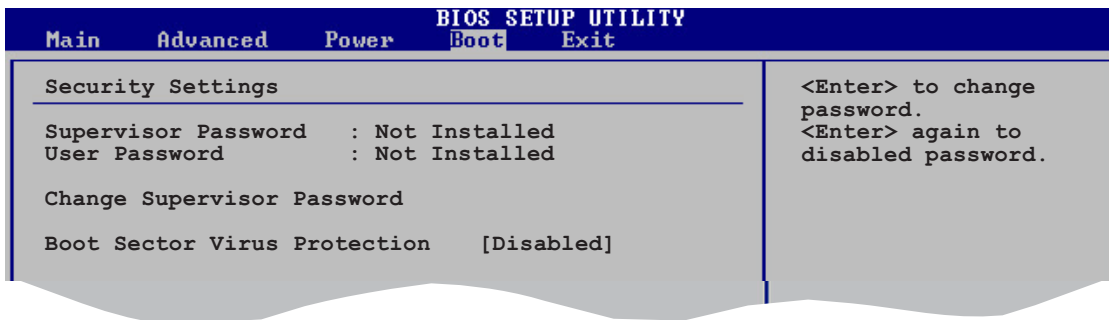 BIOS SETUP UTILITY
Main Advanced Power Boot Exit
Security Settings
Supervisor Password : Not Installed
User Password : Not Installed
Change Supervisor Password
Boot Sector Virus Protection [Disabled]
<Enter> to change
password.
<Enter> again to
disabled password.